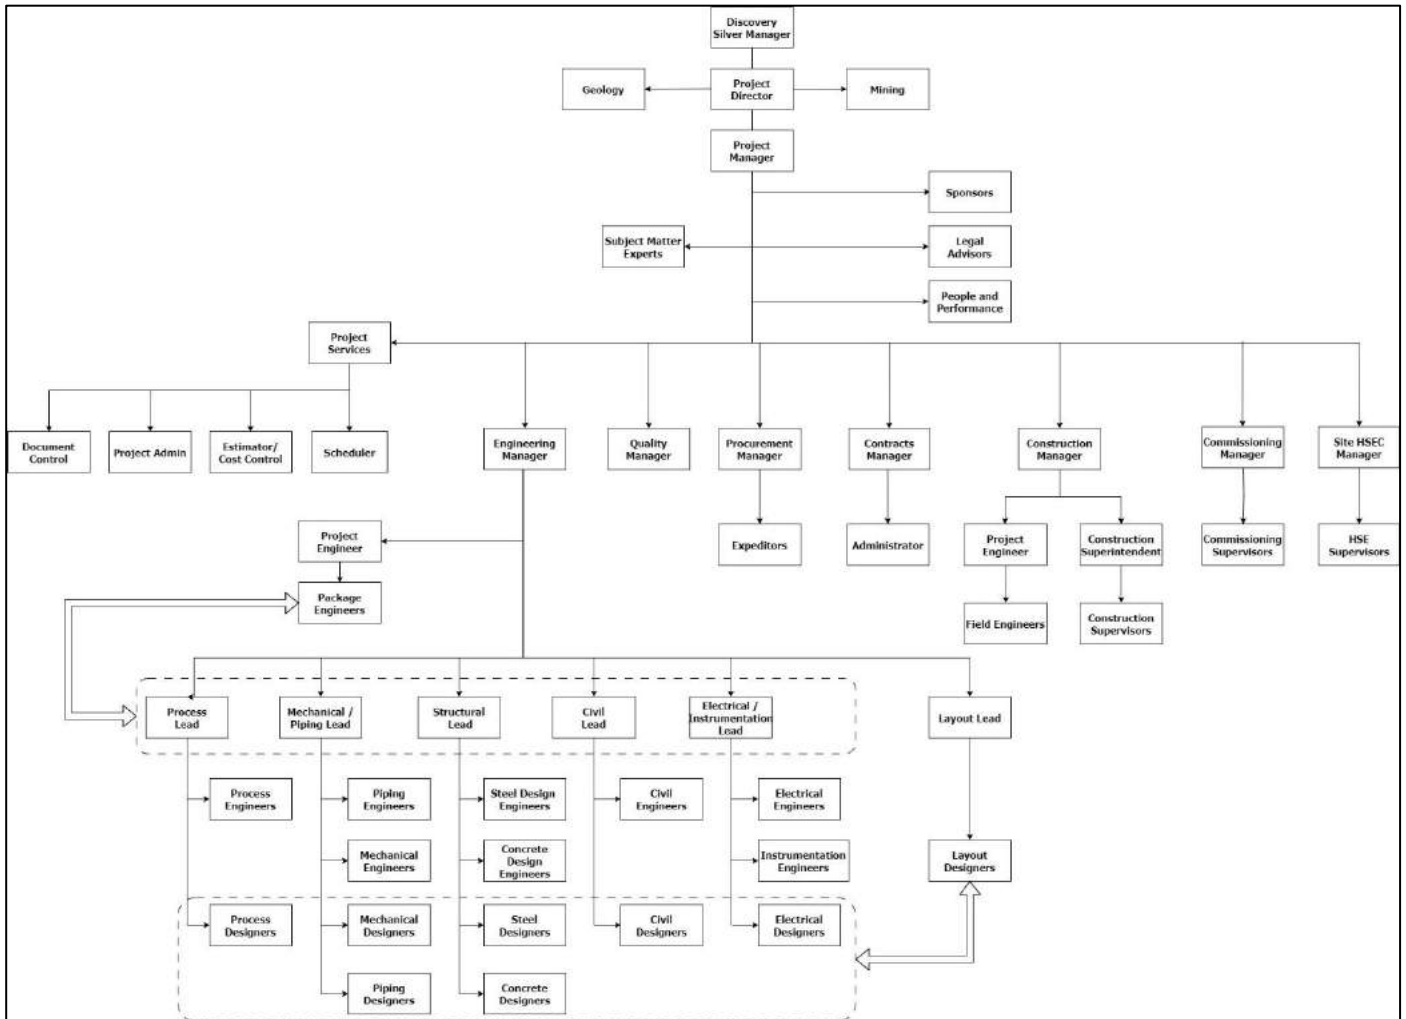 Discovery
Silver Manager
Geology
Project
Director
Mining
Project
Manager
Sponsors
Subject Matter
Experts
Legal
Advisors
People and
Performance
Project
Services
Document
Control
Project Admin
Estimator/
Cost Control
Scheduler
Engineering
Manager
Quality
Manager
Procurement
Manager
Contracts
Manager
Construction
Manager
Commissioning
Manager
Site HSEC
Manager
Project
Engineer
Expeditors
Administrator
Project
Engineer
Construction
Superintendent
Commissioning
Supervisors
HSE
Supervisors
Package
Engineers
Field Engineers
Construction
Supervisors
Process
Lead
Mechanical /
Piping Lead
Structural
Lead
Civil
Lead
Electrical /
Instrumentation
Lead
Layout Lead
Process
Engineers
Piping
Engineers
Steel Design
Engineers
Civil
Engineers
Electrical
Engineers
Mechanical
Engineers
Concrete
Design
Engineers
Instrumentation
Engineers
Layout
Designers
Process
Designers
Mechanical
Designers
Steel
Designers
Civil
Designers
Electrical
Designers
Piping
Designers
Concrete
Designers